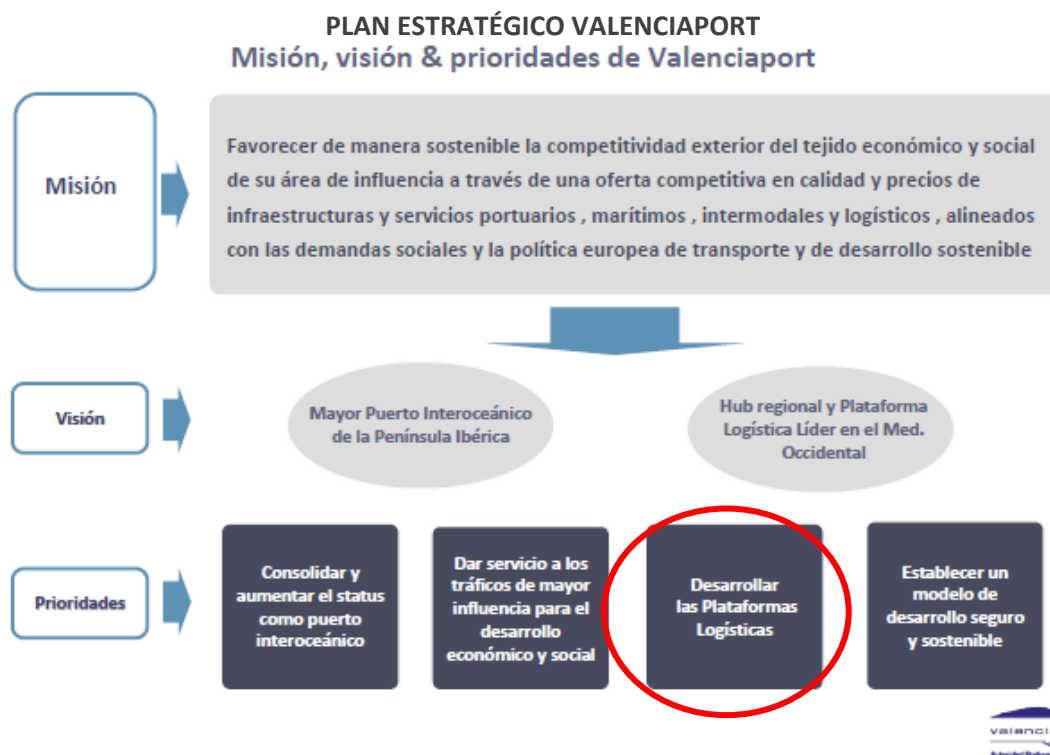 PLAN ESTRATÉGICO VALENCIAPORT
Misión, visión & prioridades de Valenciaport
Misión
Favorecer de manera sostenible la competitividad exterior del tejido económico y social
de su área de influencia a través de una oferta competitiva en calidad y precios de
infraestructuras y servicios portuarios , marítimos , intermodales y logísticos , alineados
con las demandas sociales y la política europea de transporte y de desarrollo sostenible
Visión
Mayor Puerto Interoceánico
de la Península Ibérica
Hub regional y Plataforma
Logística Líder en el Med.
Occidental
Prioridades
Consolidar y
aumentar el status
como puerto
interoceánico
Dar servicio a los
tráficos de mayor
influencia para el
desarrollo
económico y social
Desarrollar
las Plataformas
Logísticas
Establecer un
modelo de
desarrollo seguro
y sostenible